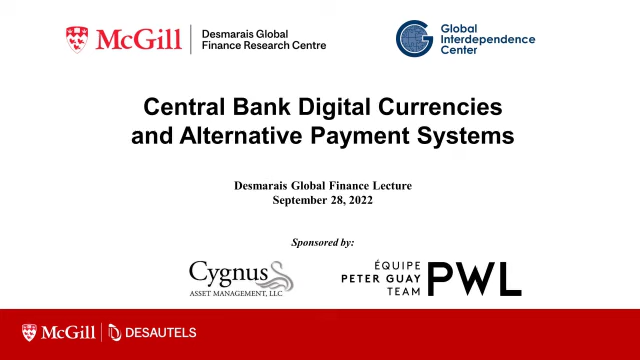 McGill
Desmarais Global
Finance Research Centre
Global
Interdependence
Center
Central Bank Digital Currencies
and Alternative Payment Systems
Desmarais Global Finance Lecture
September 28, 2022
Sponsored by:
Cygnus
ASSET MANAGEMENT, LLC
ÉQUIPE
PETER GUAY
TEAM
PWL
McGill
DESAUTELS